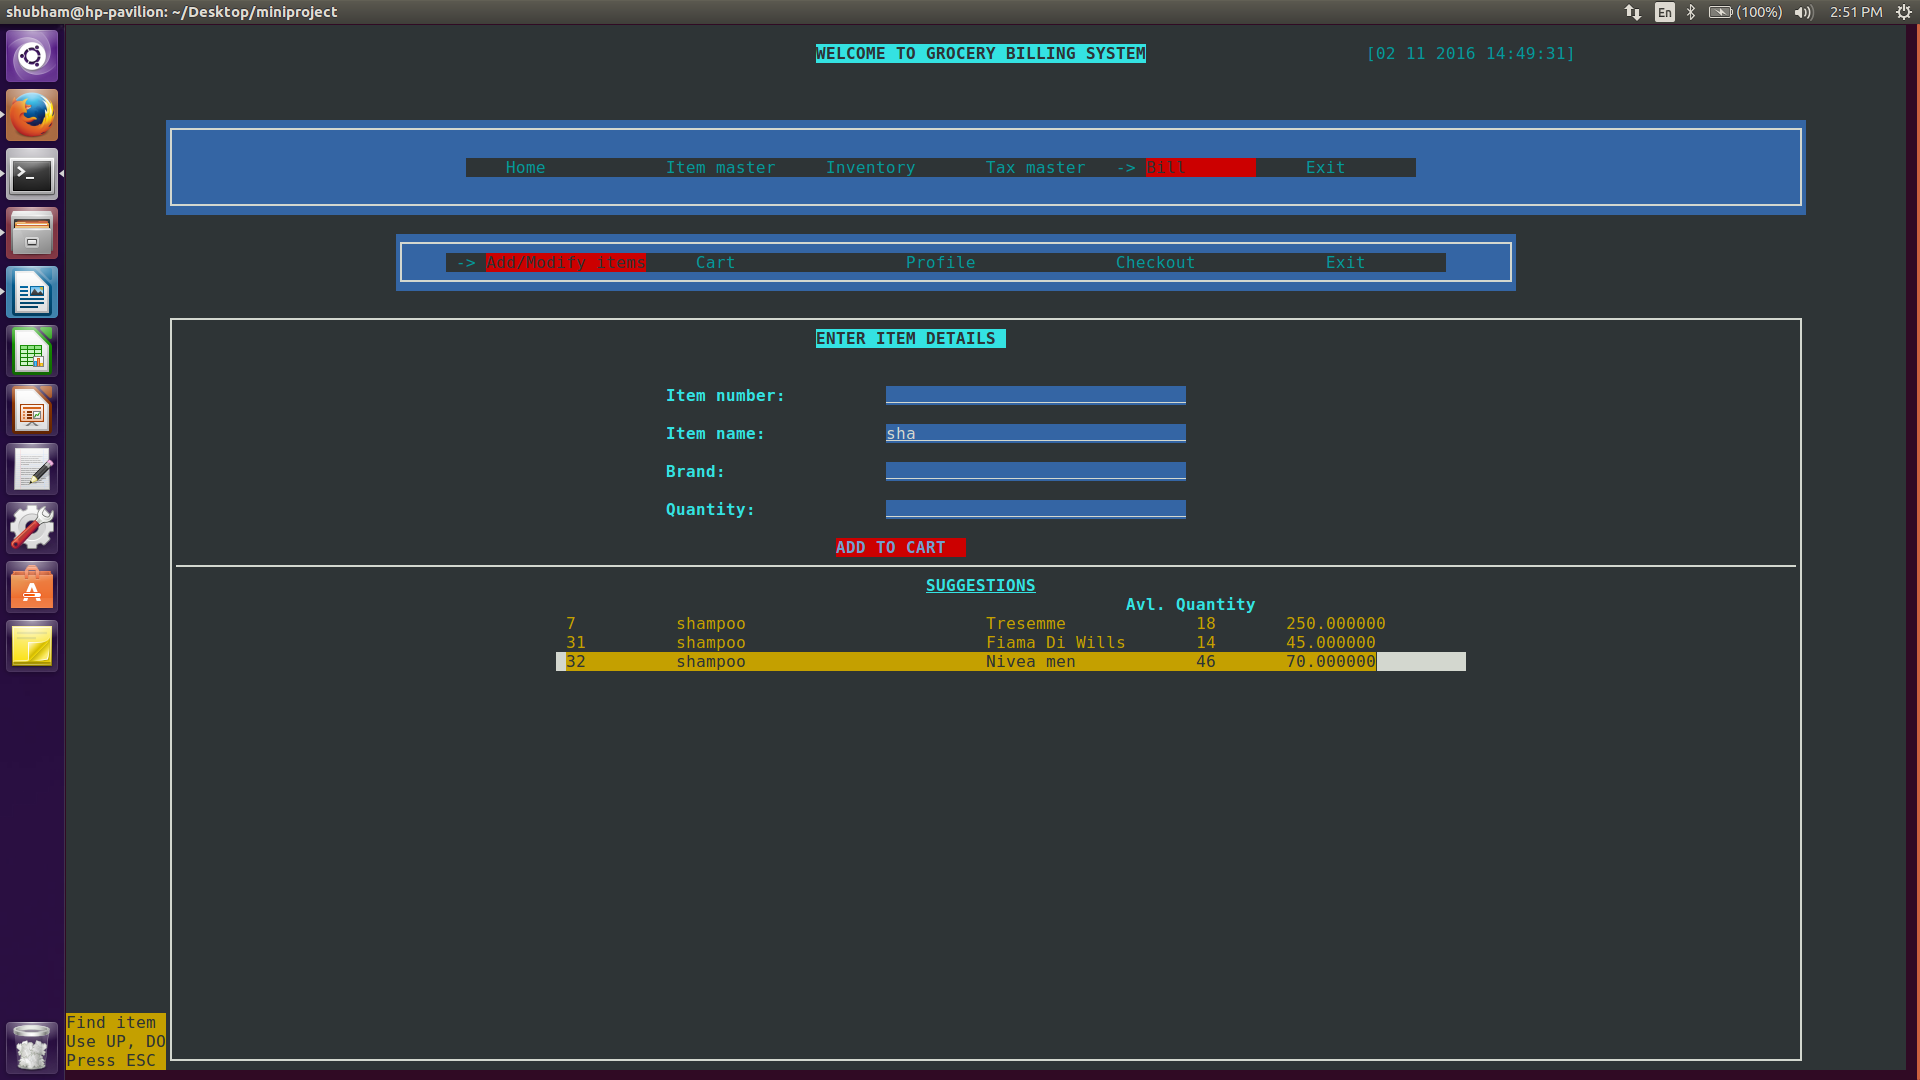 shubham@hp-pavilion: ~/Desktop/miniproject En (100%) 2:51 PM
WELCOME TO GROCERY BILLING SYSTEM [02 11 2016 14:49:31]
Home Item master Inventory Tax master -> Bill Exit
-> Add/Modify items Cart Profile Checkout Exit
ENTER ITEM DETAILS
Item number:
Item name: sha
Brand:
Quantity:
ADD TO CART
SUGGESTIONS
Avl. Quantity
7 shampoo Tresemme 18 250.000000
31 shampoo Fiama Di Wills 14 45.000000
32 shampoo Nivea men 46 70.000000
Find item
Use UP, DO
Press ESC